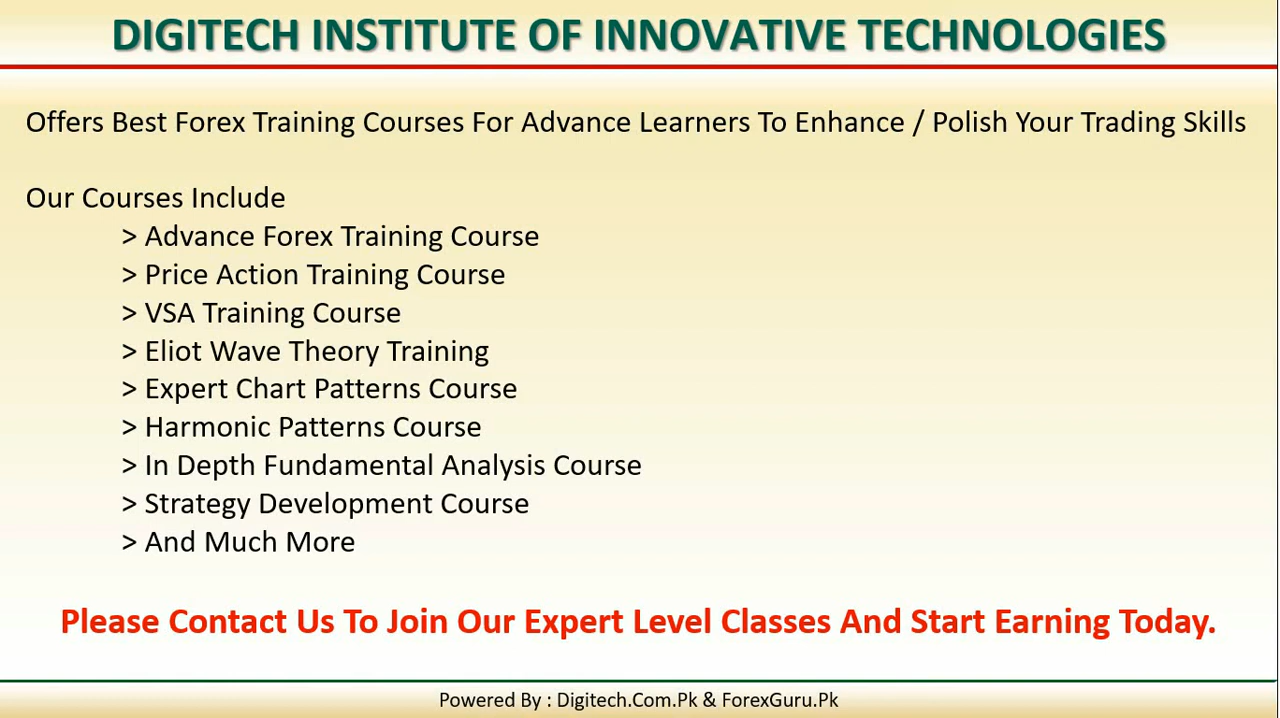 DIGITECH INSTITUTE OF INNOVATIVE TECHNOLOGIES
Offers Best Forex Training Courses For Advance Learners To Enhance / Polish Your Trading Skills
Our Courses Include
> Advance Forex Training Course
> Price Action Training Course
> VSA Training Course
> Eliot Wave Theory Training
> Expert Chart Patterns Course
> Harmonic Patterns Course
> In Depth Fundamental Analysis Course
> Strategy Development Course
> And Much More
Please Contact Us To Join Our Expert Level Classes And Start Earning Today.
Powered By : Digitech.Com.Pk & ForexGuru.Pk